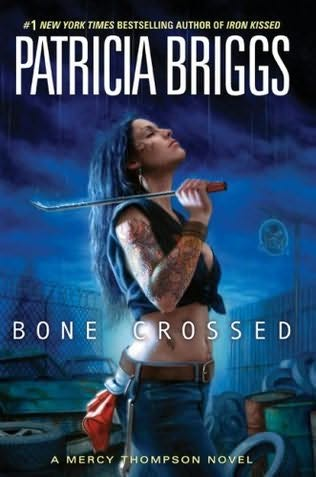 #1 NEW YORK TIMES BESTSELLING AUTHOR OF IRON KISSED
PATRICIA BRIGGS
BONE CROSSED
A MERCY THOMPSON NOVEL